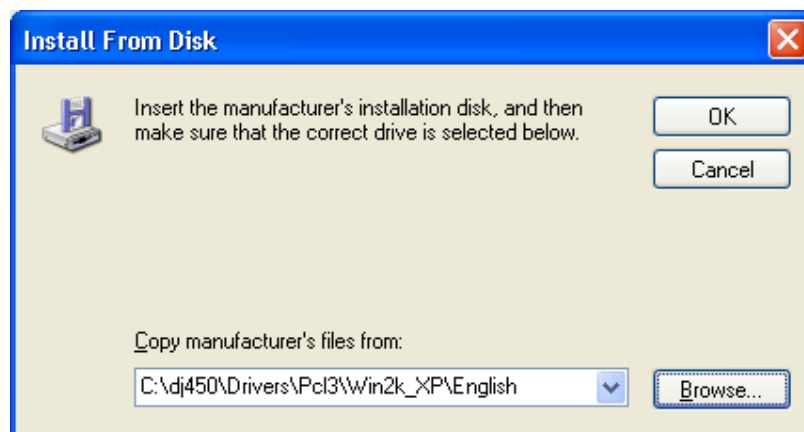 Install From Disk
Insert the manufacturer's installation disk, and then
make sure that the correct drive is selected below.
OK
Cancel
Copy manufacturer's files from:
C:\dj450\Drivers\Pcl3\Win2k_XP\English
Browse...